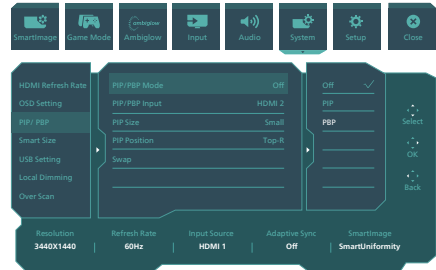 SmartImage
Game Mode
ambiglow
Ambiglow
Input
Audio
System
Setup
Close
HDMI Refresh Rate
OSD Setting
PIP/ PBP
Smart Size
USB Setting
Local Dimming
Over Scan
PIP/PBP Mode Off
PIP/PBP Input HDMI 2
PIP Size Small
PIP Position Top-R
Swap
Off
PIP
PBP
Select
OK
Back
Resolution Refresh Rate Input Source Adaptive Sync SmartImage
3440X1440 60Hz HDMI 1 Off SmartUniformity